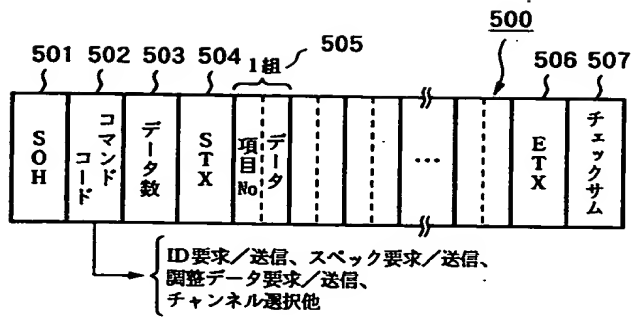 500
501 502 503 504 1組 505 506 507
SOH
コマンド
コード
データ数
STX
項目No
データ
...
ETX
チェックサム
ID要求/送信、スペック要求/送信、
調整データ要求/送信、
チャンネル選択他